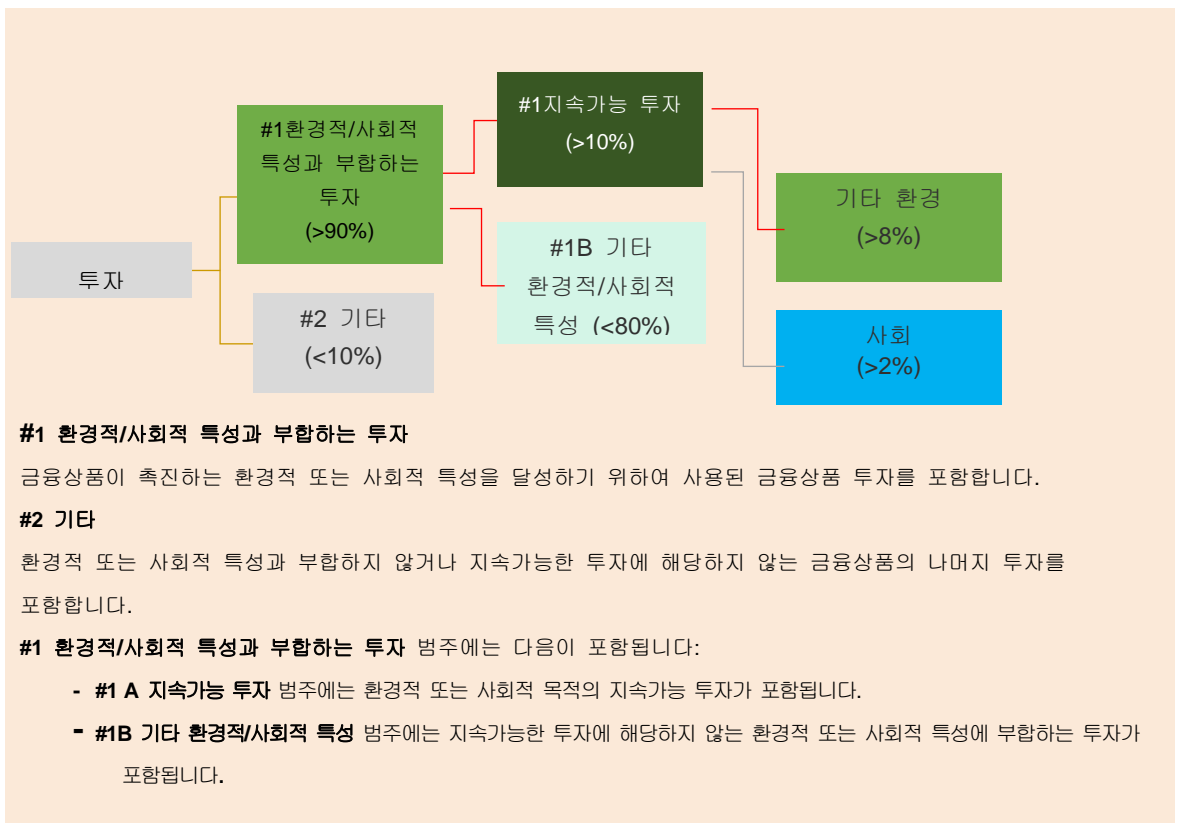 #1환경적/사회적
특성과 부합하는
투자
(>90%)
#1지속가능 투자
(>10%)
기타 환경
(>8%)
투자
#2 기타
(<10%)
#1B 기타
환경적/사회적
특성 (<80%)
사회
(>2%)
#1 환경적/사회적 특성과 부합하는 투자
금융상품이 촉진하는 환경적 또는 사회적 특성을 달성하기 위하여 사용된 금융상품 투자를 포함합니다.
#2 기타
환경적 또는 사회적 특성과 부합하지 않거나 지속가능한 투자에 해당하지 않는 금융상품의 나머지 투자를
포함합니다.
#1 환경적/사회적 특성과 부합하는 투자 범주에는 다음이 포함됩니다:
- #1 A 지속가능 투자 범주에는 환경적 또는 사회적 목적의 지속가능 투자가 포함됩니다.
- #1B 기타 환경적/사회적 특성 범주에는 지속가능한 투자에 해당하지 않는 환경적 또는 사회적 특성에 부합하는 투자가
포함됩니다.